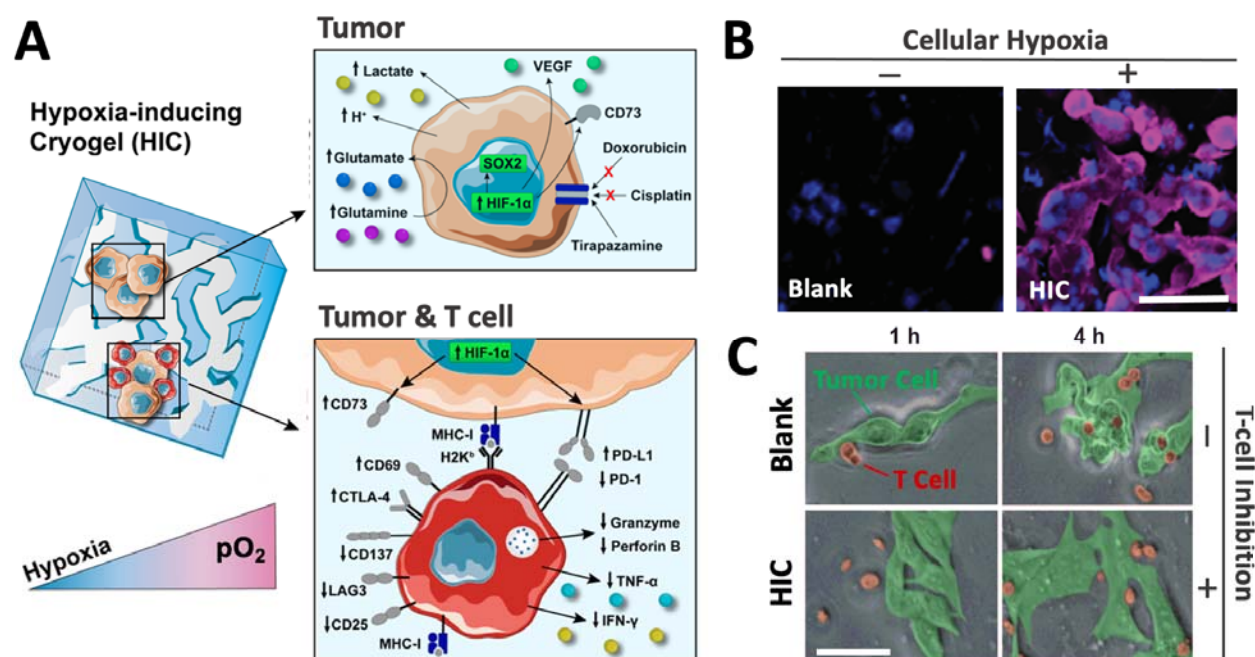 A
Hypoxia-inducing
Cryogel (HIC)
Hypoxia
pO₂
Tumor
↑ Lactate
VEGF
↑ H⁺
CD73
↑Glutamate
SOX2
Doxorubicin
↑ HIF-1α
X
X Cisplatin
↑Glutamine
Tirapazamine
Tumor & T cell
↑ HIF-1α
↑CD73
MHC-I
H2Kᵇ
↑ PD-L1
↓ PD-1
↑CD69
↑CTLA-4
↓ Granzyme
↓ Perforin B
↓CD137
↓TNF-α
↓LAG3
↓IFN-γ
↓CD25
MHC-I
B
Cellular Hypoxia
− +
Blank
HIC
C
1 h 4 h
Blank
Tumor Cell
T Cell
HIC
−
+
T-cell Inhibition